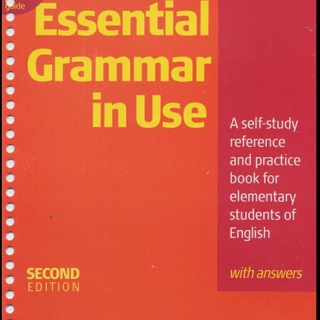 guide
Essential
Grammar
in Use
A self-study
reference
and practice
book for
elementary
students of
English
SECOND
EDITION
with answers